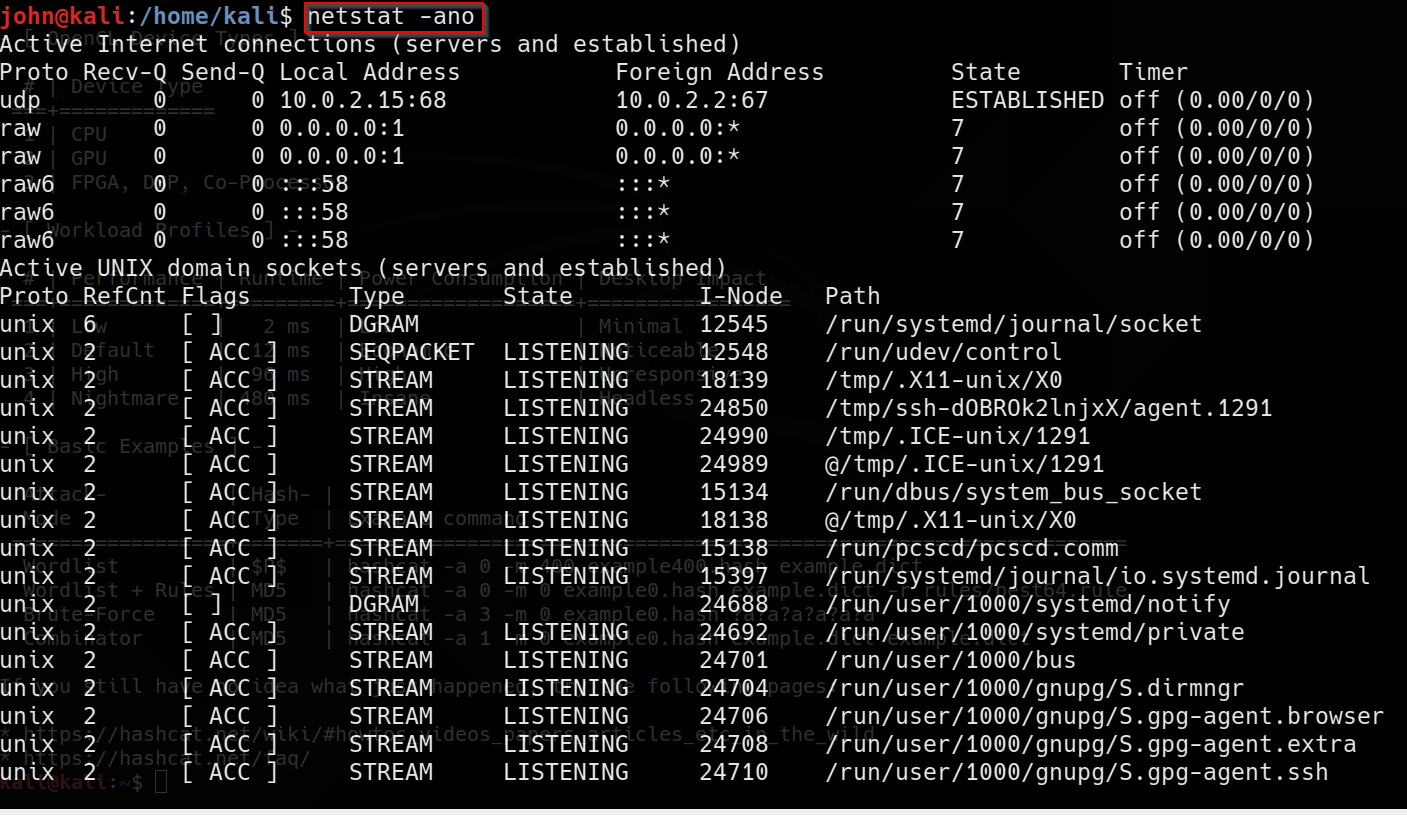 john@kali:/home/kali$ netstat -ano
Active Internet connections (servers and established)
Proto Recv-Q Send-Q Local Address           Foreign Address         State       Timer
udp        0      0 10.0.2.15:68            10.0.2.2:67             ESTABLISHED off (0.00/0/0)
raw        0      0 0.0.0.0:1               0.0.0.0:*               7           off (0.00/0/0)
raw        0      0 0.0.0.0:1               0.0.0.0:*               7           off (0.00/0/0)
raw6       0      0 :::58                   :::*                    7           off (0.00/0/0)
raw6       0      0 :::58                   :::*                    7           off (0.00/0/0)
raw6       0      0 :::58                   :::*                    7           off (0.00/0/0)
Active UNIX domain sockets (servers and established)
Proto RefCnt Flags       Type       State         I-Node   Path
unix  6      [ ]         DGRAM                    12545    /run/systemd/journal/socket
unix  2      [ ACC ]     SEQPACKET  LISTENING     12548    /run/udev/control
unix  2      [ ACC ]     STREAM     LISTENING     18139    /tmp/.X11-unix/X0
unix  2      [ ACC ]     STREAM     LISTENING     24850    /tmp/ssh-dOBROk2lnjxX/agent.1291
unix  2      [ ACC ]     STREAM     LISTENING     24990    /tmp/.ICE-unix/1291
unix  2      [ ACC ]     STREAM     LISTENING     24989    @/tmp/.ICE-unix/1291
unix  2      [ ACC ]     STREAM     LISTENING     15134    /run/dbus/system_bus_socket
unix  2      [ ACC ]     STREAM     LISTENING     18138    @/tmp/.X11-unix/X0
unix  2      [ ACC ]     STREAM     LISTENING     15138    /run/pcscd/pcscd.comm
unix  2      [ ACC ]     STREAM     LISTENING     15397    /run/systemd/journal/io.systemd.journal
unix  2      [ ]         DGRAM                    24688    /run/user/1000/systemd/notify
unix  2      [ ACC ]     STREAM     LISTENING     24692    /run/user/1000/systemd/private
unix  2      [ ACC ]     STREAM     LISTENING     24701    /run/user/1000/bus
unix  2      [ ACC ]     STREAM     LISTENING     24704    /run/user/1000/gnupg/S.dirmngr
unix  2      [ ACC ]     STREAM     LISTENING     24706    /run/user/1000/gnupg/S.gpg-agent.browser
unix  2      [ ACC ]     STREAM     LISTENING     24708    /run/user/1000/gnupg/S.gpg-agent.extra
unix  2      [ ACC ]     STREAM     LISTENING     24710    /run/user/1000/gnupg/S.gpg-agent.ssh
kali@kali:~$